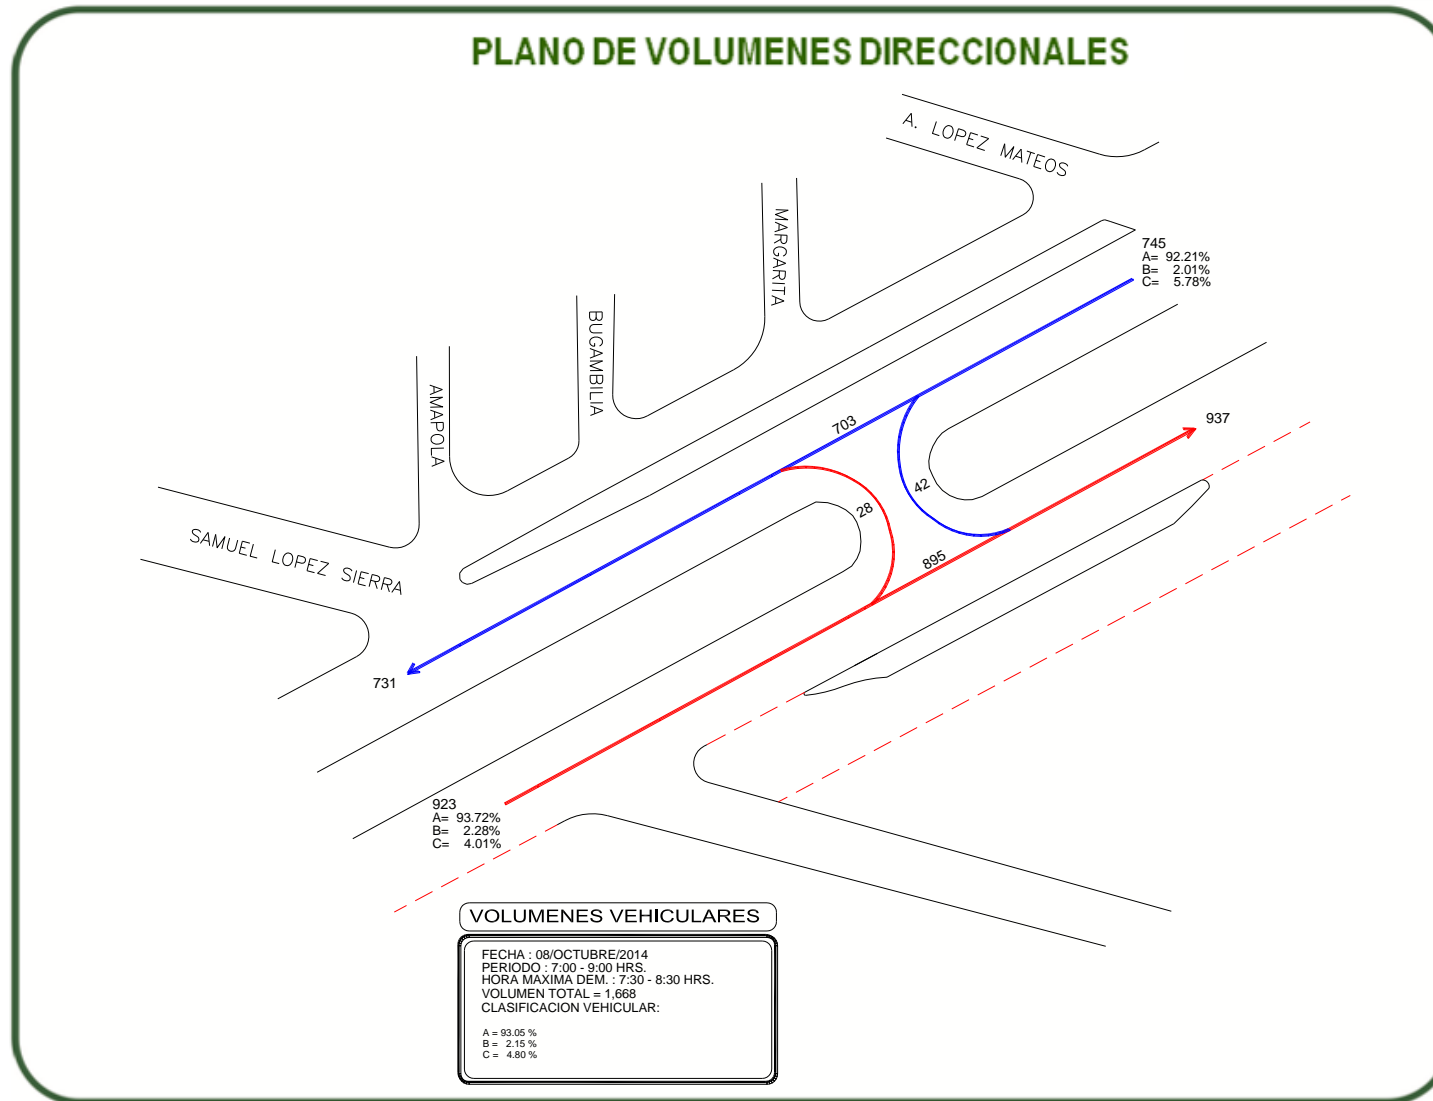 PLANO DE VOLUMENES DIRECCIONALES
A. LOPEZ MATEOS
MARGARITA
BUGAMBILIA
AMAPOLA
SAMUEL LOPEZ SIERRA
745
A= 92.21%
B= 2.01%
C= 5.78%
703
937
42
28
895
731
923
A= 93.72%
B= 2.28%
C= 4.01%
VOLUMENES VEHICULARES
FECHA : 08/OCTUBRE/2014
PERIODO : 7:00 - 9:00 HRS.
HORA MAXIMA DEM. : 7:30 - 8:30 HRS.
VOLUMEN TOTAL = 1,668
CLASIFICACION VEHICULAR:
A = 93.05 %
B = 2.15 %
C = 4.80 %